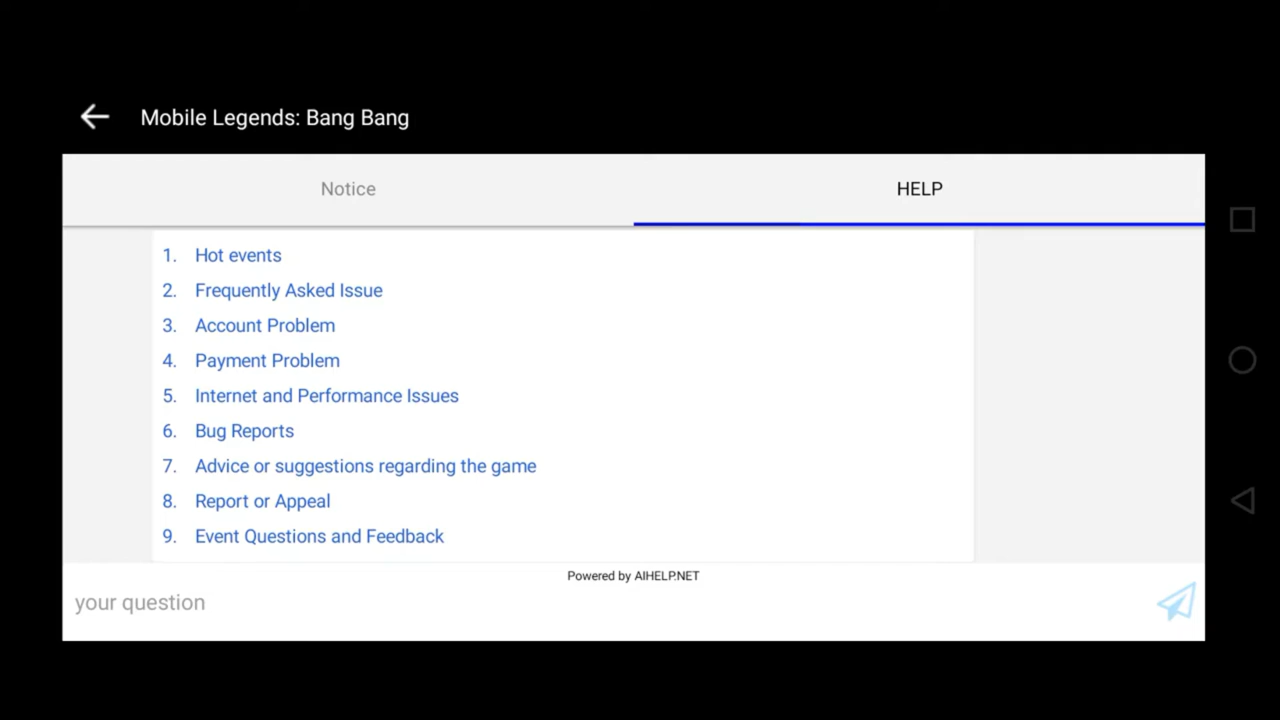 Mobile Legends: Bang Bang
Notice
HELP
1. Hot events
2. Frequently Asked Issue
3. Account Problem
4. Payment Problem
5. Internet and Performance Issues
6. Bug Reports
7. Advice or suggestions regarding the game
8. Report or Appeal
9. Event Questions and Feedback
Powered by AIHELP.NET
your question